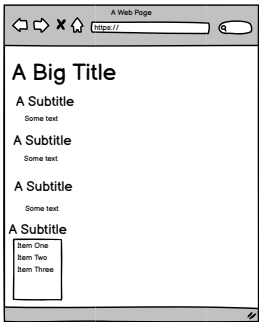 A Web Page
https://
A Big Title
A Subtitle
Some text
A Subtitle
Some text
A Subtitle
Some text
A Subtitle
Item One
Item Two
Item Three